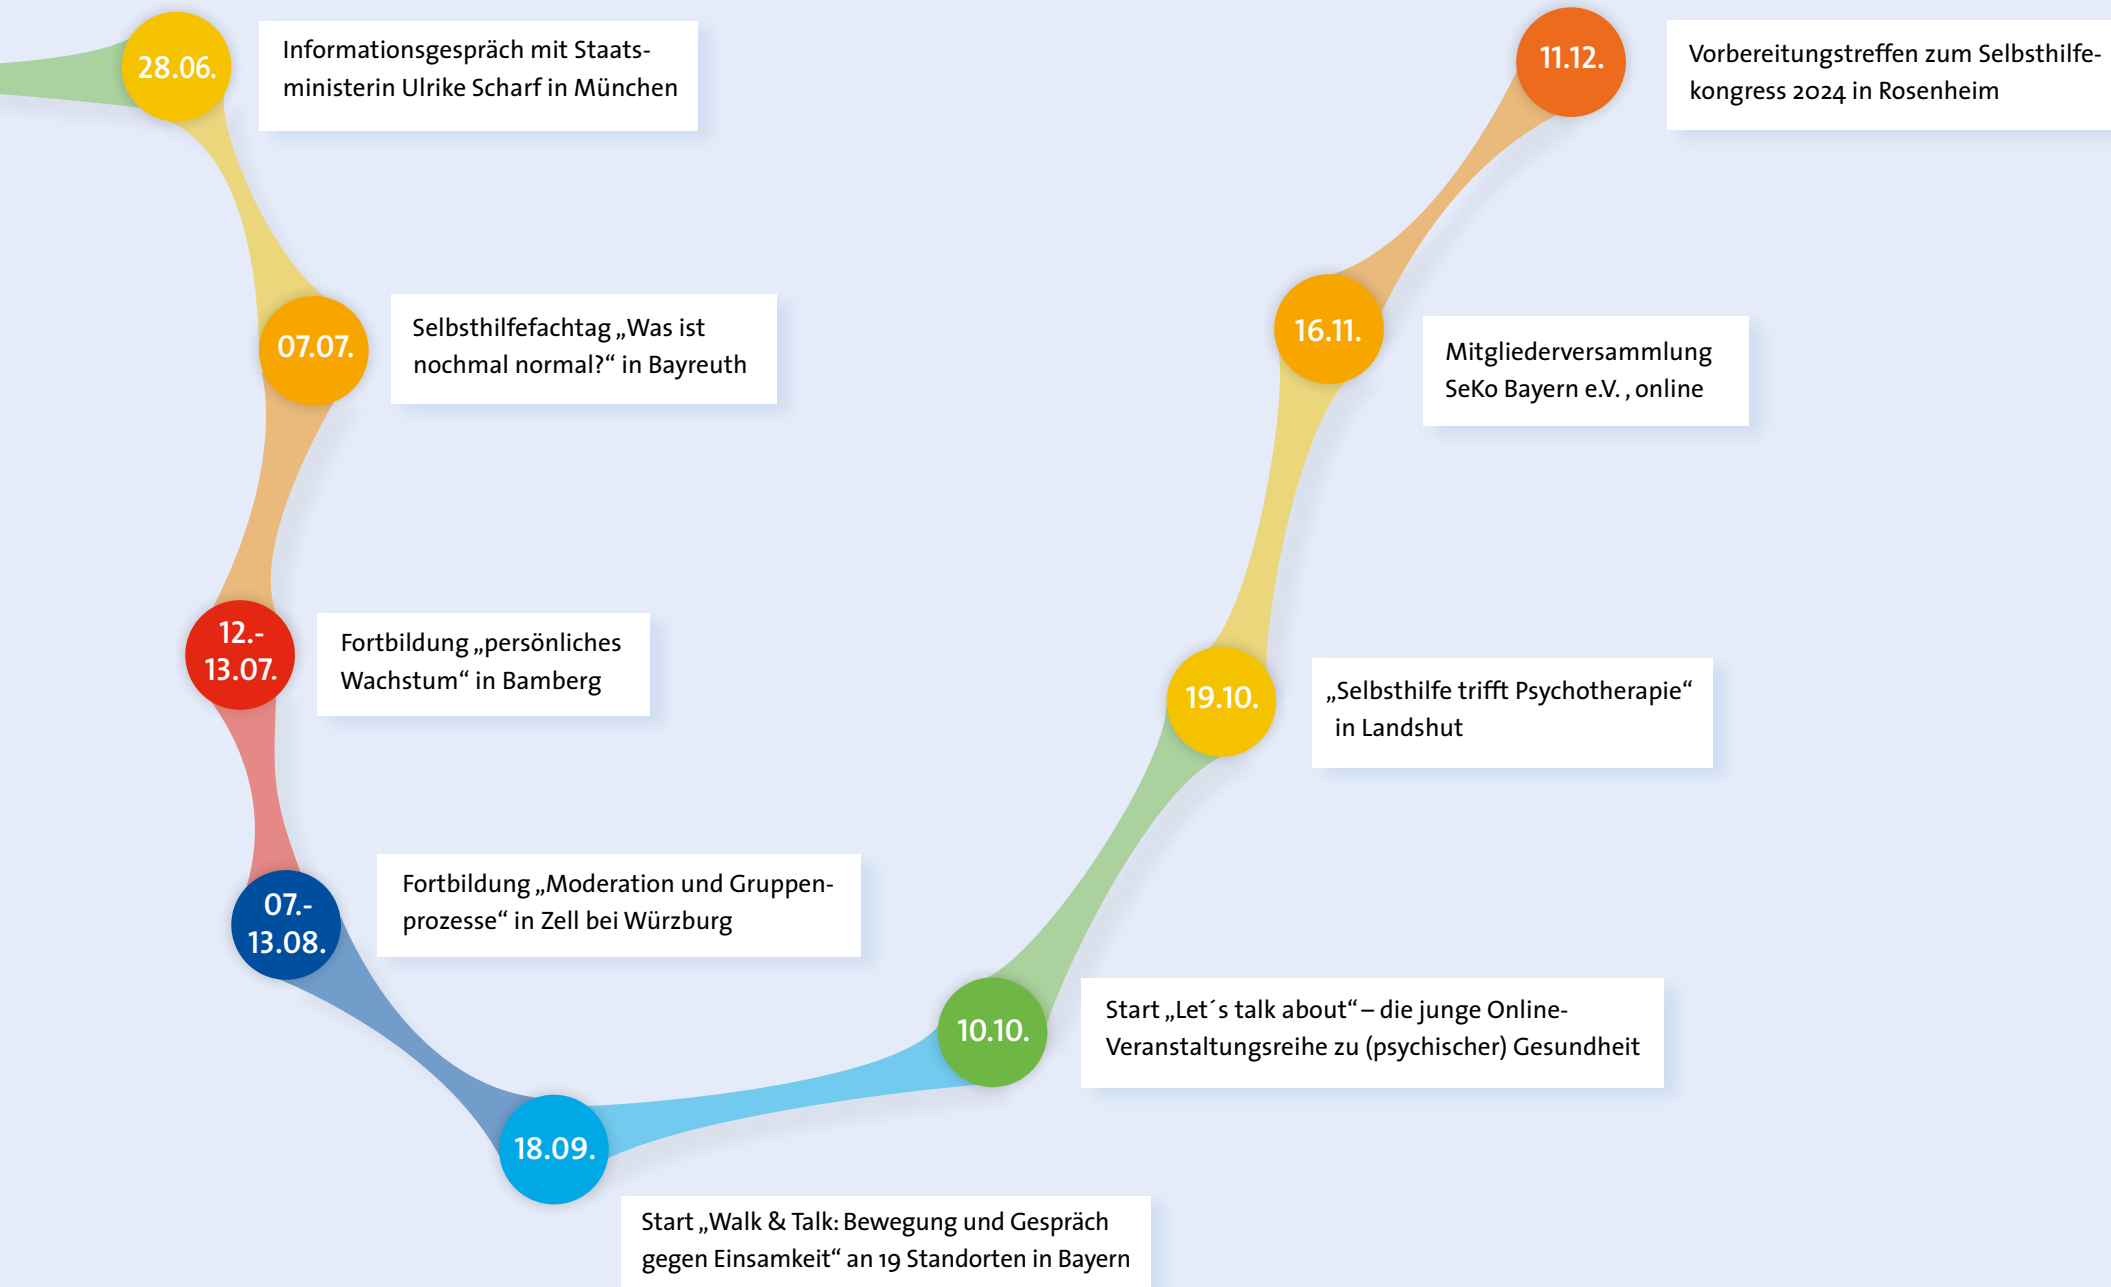 28.06.
Informationsgespräch mit Staats-
ministerin Ulrike Scharf in München
07.07.
Selbsthilfefachtag „Was ist
nochmal normal?“ in Bayreuth
12.-
13.07.
Fortbildung „persönliches
Wachstum“ in Bamberg
07.-
13.08.
Fortbildung „Moderation und Gruppen-
prozesse“ in Zell bei Würzburg
18.09.
Start „Walk & Talk: Bewegung und Gespräch
gegen Einsamkeit“ an 19 Standorten in Bayern
10.10.
Start „Let´s talk about“ – die junge Online-
Veranstaltungsreihe zu (psychischer) Gesundheit
19.10.
„Selbsthilfe trifft Psychotherapie“
in Landshut
16.11.
Mitgliederversammlung
SeKo Bayern e.V. , online
11.12.
Vorbereitungstreffen zum Selbsthilfe-
kongress 2024 in Rosenheim